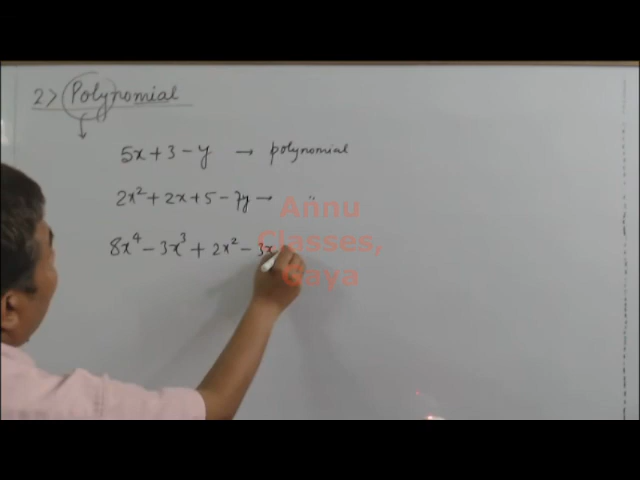 2> Polynomial
5x + 3 - y → polynomial
2x² + 2x + 5 - 7y → "
8x⁴ - 3x³ + 2x² - 3x
Annu
Classes,
Gaya